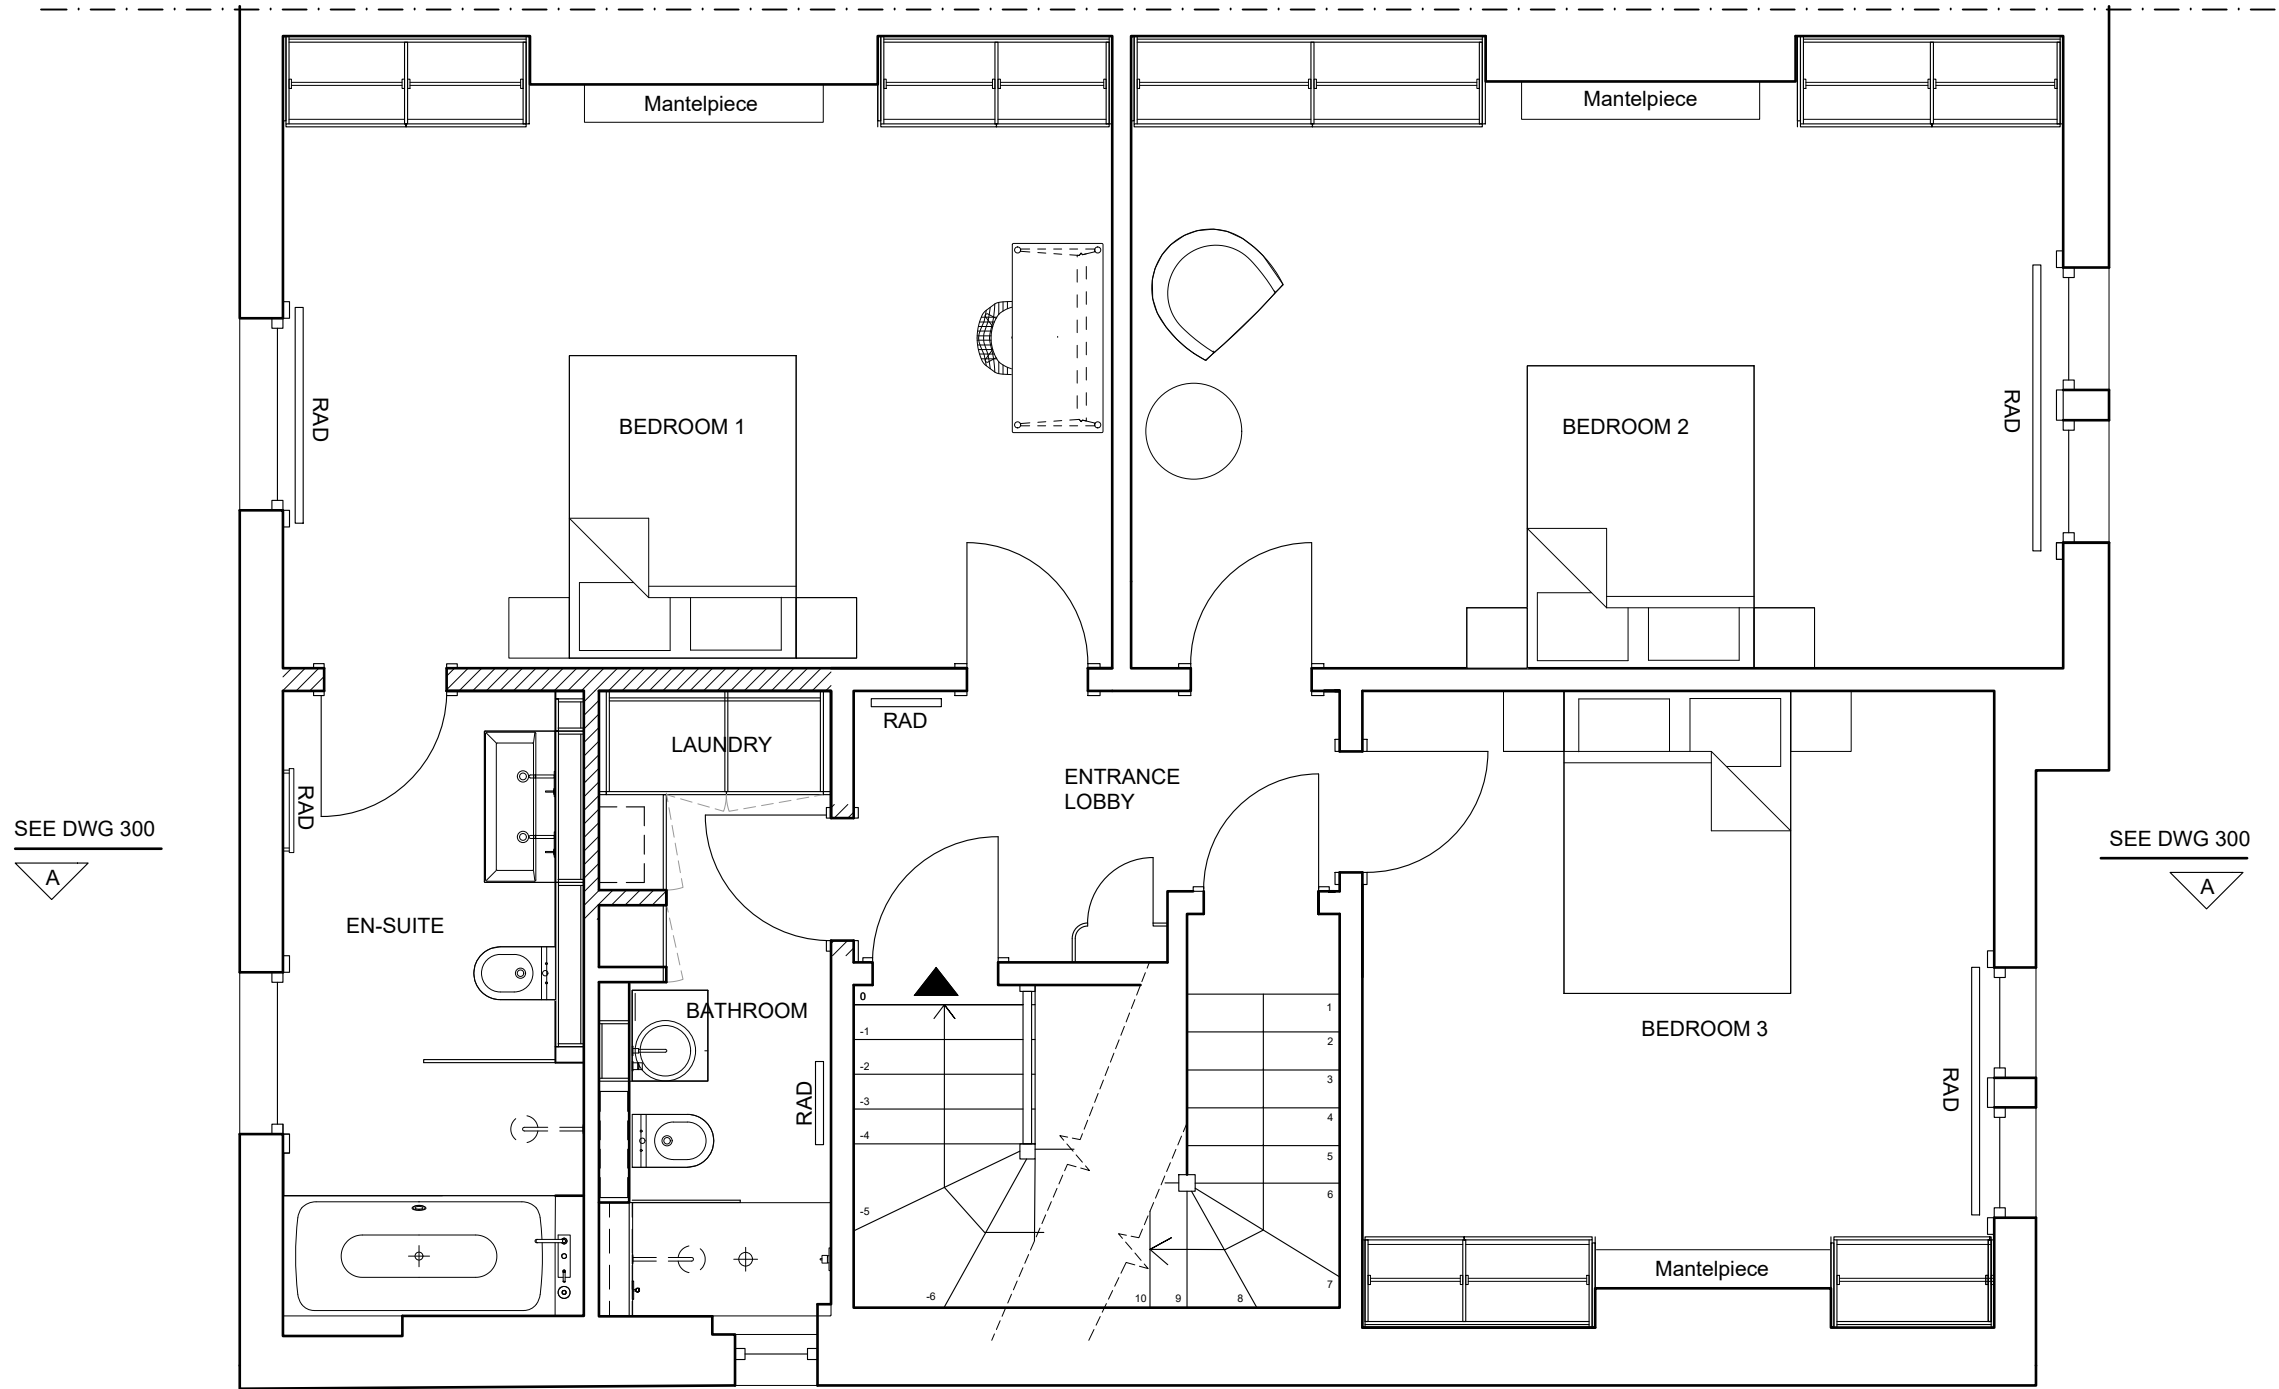 Mantelpiece
Mantelpiece
RAD
BEDROOM 1
BEDROOM 2
RAD
RAD
LAUNDRY
ENTRANCE
LOBBY
RAD
SEE DWG 300
A
SEE DWG 300
A
EN-SUITE
BATHROOM
BEDROOM 3
RAD
RAD
0
-1
-2
-3
-4
-5
-6
1
2
3
4
5
6
7
8
9
10
Mantelpiece